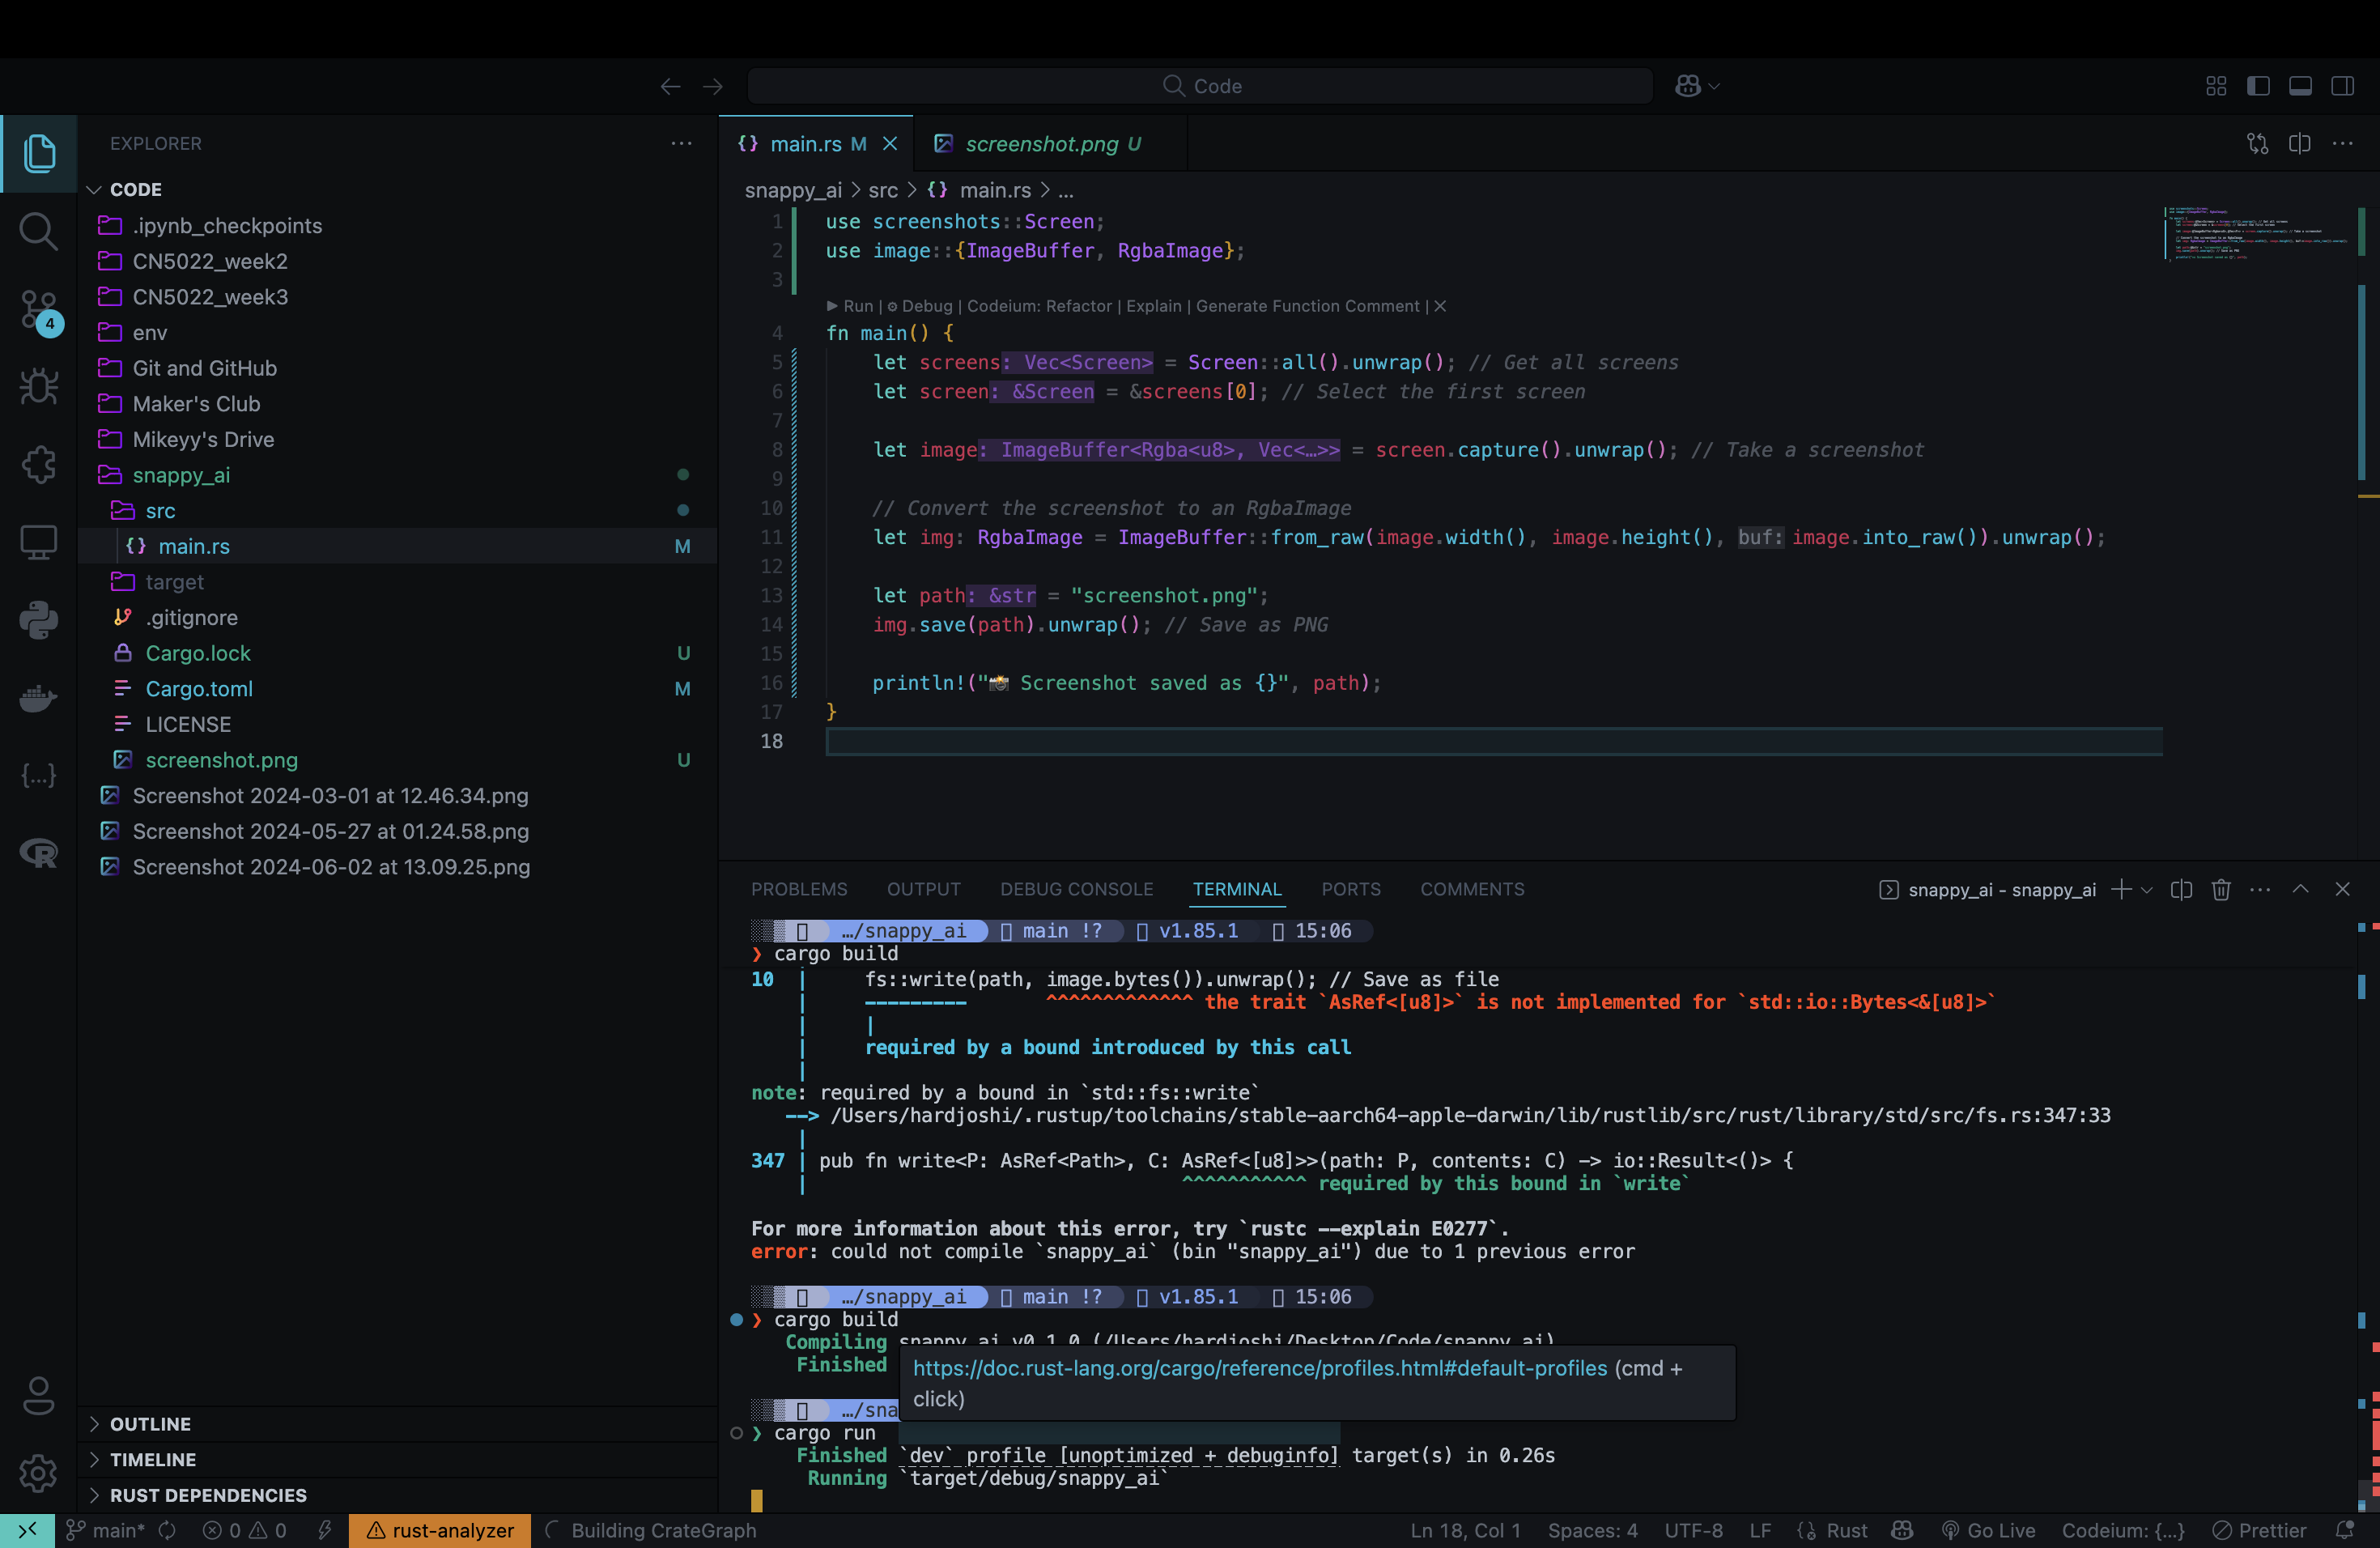 Code
EXPLORER
CODE
.ipynb_checkpoints
CN5022_week2
CN5022_week3
env
Git and GitHub
Maker's Club
Mikeyy's Drive
snappy_ai
src
main.rs M
target
.gitignore
Cargo.lock U
Cargo.toml M
LICENSE
screenshot.png U
Screenshot 2024-03-01 at 12.46.34.png
Screenshot 2024-05-27 at 01.24.58.png
Screenshot 2024-06-02 at 13.09.25.png
OUTLINE
TIMELINE
RUST DEPENDENCIES
4
main.rs M
screenshot.png U
snappy_ai > src > {} main.rs > ...
1 use screenshots::Screen;
2 use image::{ImageBuffer, RgbaImage};
3
Run | Debug | Codeium: Refactor | Explain | Generate Function Comment | X
4 fn main() {
5 let screens: Vec<Screen> = Screen::all().unwrap(); // Get all screens
6 let screen: &Screen = &screens[0]; // Select the first screen
7
8 let image: ImageBuffer<Rgba<u8>, Vec<…>> = screen.capture().unwrap(); // Take a screenshot
9
10 // Convert the screenshot to an RgbaImage
11 let img: RgbaImage = ImageBuffer::from_raw(image.width(), image.height(), buf: image.into_raw()).unwrap();
12
13 let path: &str = "screenshot.png";
14 img.save(path).unwrap(); // Save as PNG
15
16 println!("📸 Screenshot saved as {}", path);
17 }
18
PROBLEMS OUTPUT DEBUG CONSOLE TERMINAL PORTS COMMENTS
snappy_ai - snappy_ai
…/snappy_ai main !? v1.85.1 15:06
❯ cargo build
10 | fs::write(path, image.bytes()).unwrap(); // Save as file
| --------- ^^^^^^^^^^^^^ the trait `AsRef<[u8]>` is not implemented for `std::io::Bytes<&[u8]>`
| |
| required by a bound introduced by this call
|
note: required by a bound in `std::fs::write`
--> /Users/hardjoshi/.rustup/toolchains/stable-aarch64-apple-darwin/lib/rustlib/src/rust/library/std/src/fs.rs:347:33
|
347 | pub fn write<P: AsRef<Path>, C: AsRef<[u8]>>(path: P, contents: C) -> io::Result<()> {
| ^^^^^^^^^^^ required by this bound in `write`
For more information about this error, try `rustc --explain E0277`.
error: could not compile `snappy_ai` (bin "snappy_ai") due to 1 previous error
…/snappy_ai main !? v1.85.1 15:06
❯ cargo build
Compiling snappy_ai v0.1.0 (/Users/hardjoshi/Desktop/Code/snappy_ai)
Finished
https://doc.rust-lang.org/cargo/reference/profiles.html#default-profiles (cmd +
click)
…/sna
❯ cargo run
Finished `dev` profile [unoptimized + debuginfo] target(s) in 0.26s
Running `target/debug/snappy_ai`
main* 0 0 rust-analyzer Building CrateGraph
Ln 18, Col 1 Spaces: 4 UTF-8 LF Rust Go Live Codeium: {...} Prettier